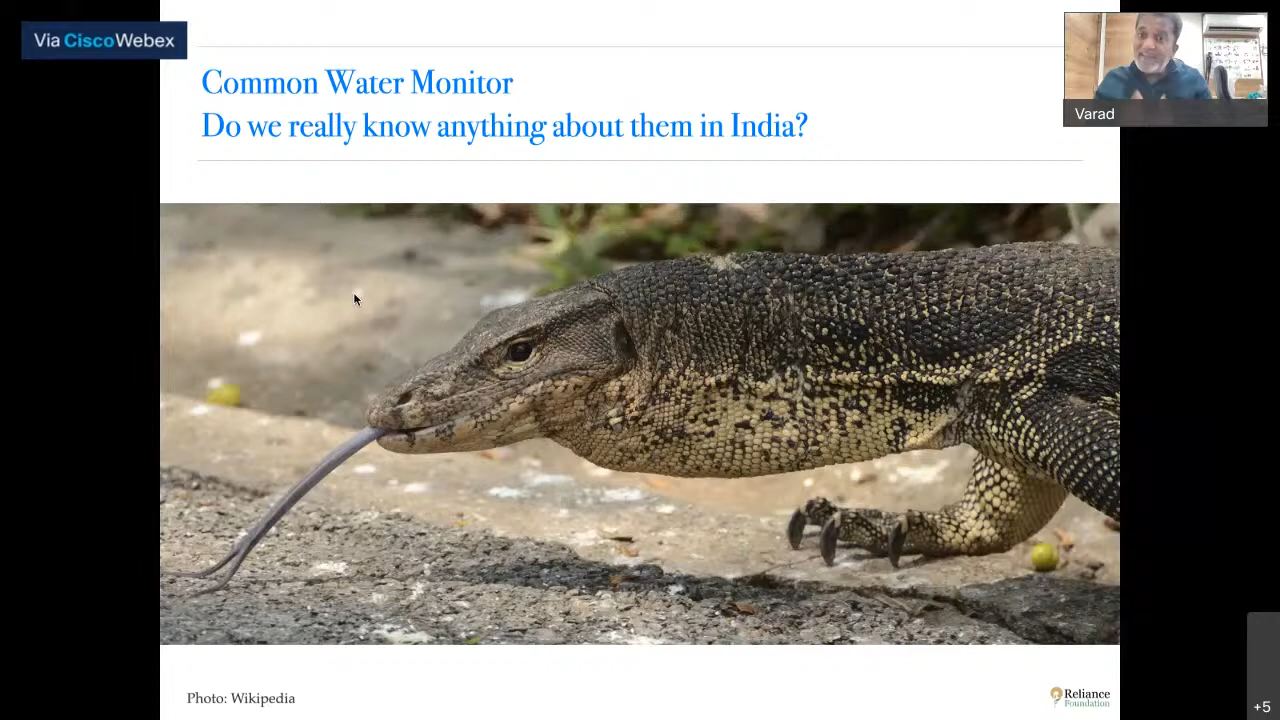 Via CiscoWebex
Common Water Monitor
Do we really know anything about them in India?
Varad
Photo: Wikipedia
Reliance
Foundation
+5